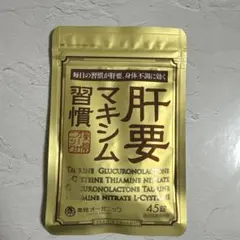 毎日の習慣が肝要、身体不調に効く
肝要
マキシム
習慣
TAURINE GLUCURONOLACTONE
CYSTEINE THIAMINE NITRATE
GLUCURONOLACTONE TAURINE
THIAMINE NITRATE L-CYSTEINE
45錠